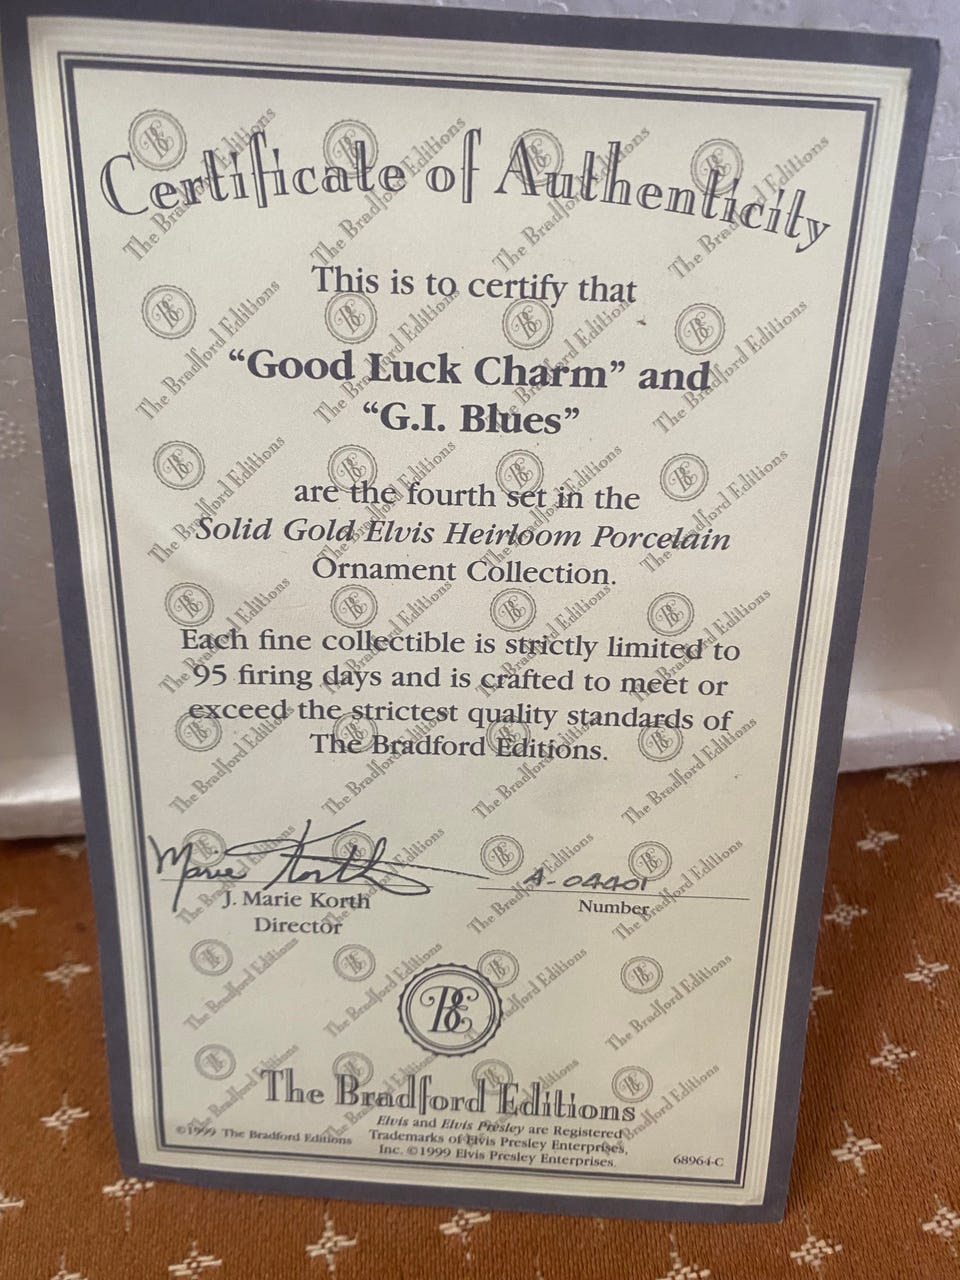 Certificate of Authenticity
This is to certify that
“Good Luck Charm” and
“G.I. Blues”
are the fourth set in the
Solid Gold Elvis Heirloom Porcelain
Ornament Collection.
Each fine collectible is strictly limited to
95 firing days and is crafted to meet or
exceed the strictest quality standards of
The Bradford Editions.
Marie Korth
J. Marie Korth
Director
A-04401
Number
BE
The Bradford Editions
©1999 The Bradford Editions
Elvis and Elvis Presley are Registered
Trademarks of Elvis Presley Enterprises,
Inc. ©1999 Elvis Presley Enterprises.
68964-C